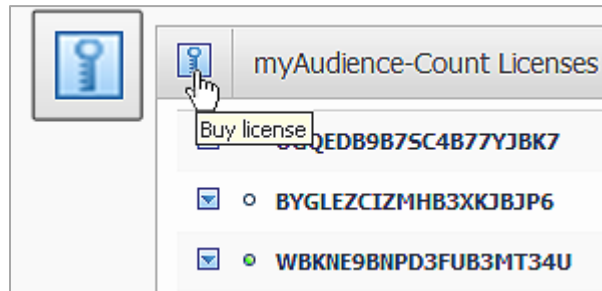 myAudience-Count Licenses
Buy license
BYGLEZCIZMHB3XKJBJP6
WBKNE9BNPD3FUB3MT34U